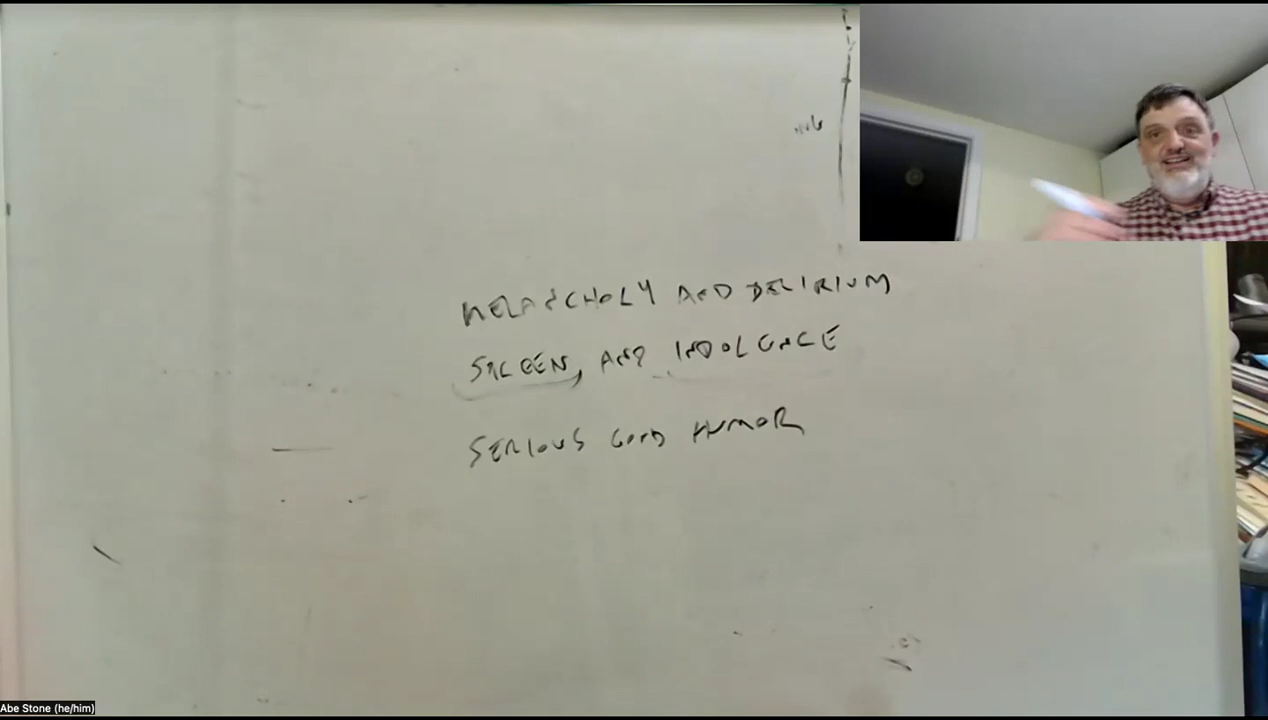 MELANCHOLY AND DELIRIUM
SPLEEN, AND INDOLENCE
SERIOUS GOOD HUMOR
Abe Stone (he/him)